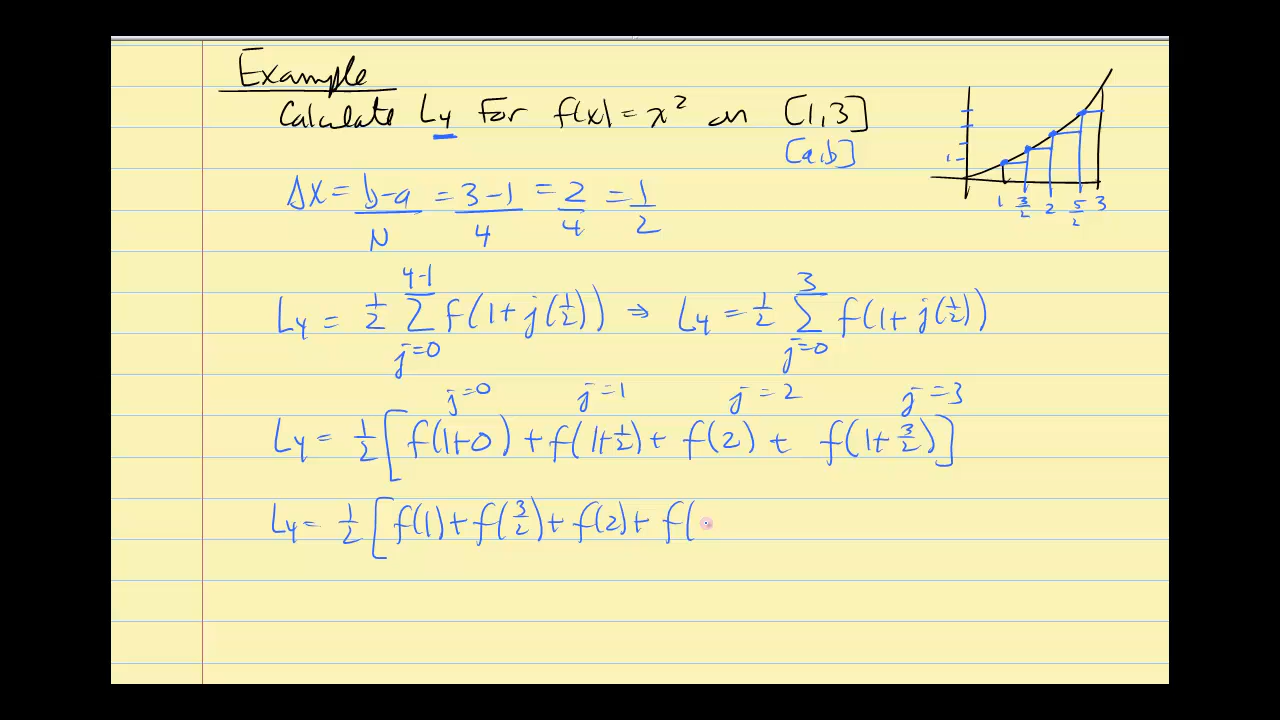 Example
Calculate L4 for f(x) = x² on [1,3]
[a,b]
Δx = b-a/N = 3-1/4 = 2/4 = 1/2
1
1 3/2 2 5/2 3
L4 = 1/2 4-1 Σ j=0 f(1+j(1/2)) ⇒ L4 = 1/2 3 Σ j=0 f(1+j(1/2))
j=0 j=1 j=2 j=3
L4 = 1/2 [f(1+0) + f(1+1/2) + f(2) + f(1+3/2)]
L4 = 1/2 [f(1) + f(3/2) + f(2) + f(